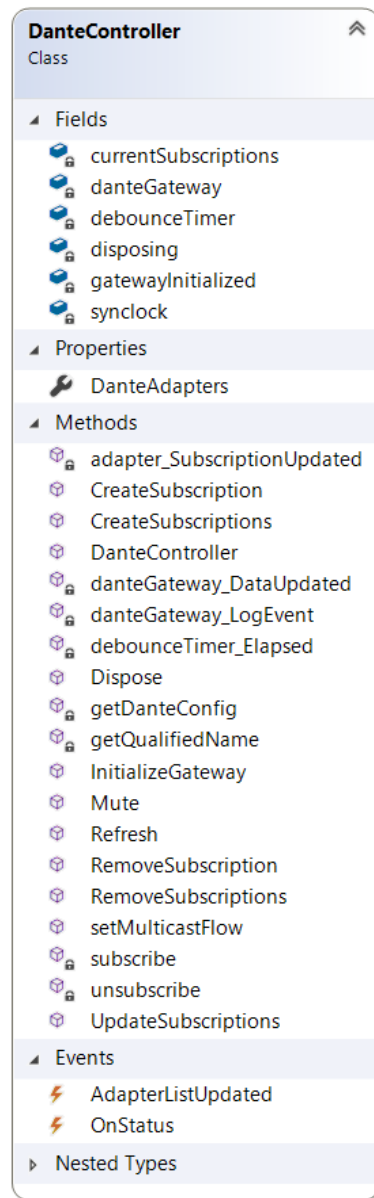 DanteController
Class
Fields
currentSubscriptions
danteGateway
debounceTimer
disposing
gatewayInitialized
synclock
Properties
DanteAdapters
Methods
adapter_SubscriptionUpdated
CreateSubscription
CreateSubscriptions
DanteController
danteGateway_DataUpdated
danteGateway_LogEvent
debounceTimer_Elapsed
Dispose
getDanteConfig
getQualifiedName
InitializeGateway
Mute
Refresh
RemoveSubscription
RemoveSubscriptions
setMulticastFlow
subscribe
unsubscribe
UpdateSubscriptions
Events
AdapterListUpdated
OnStatus
Nested Types